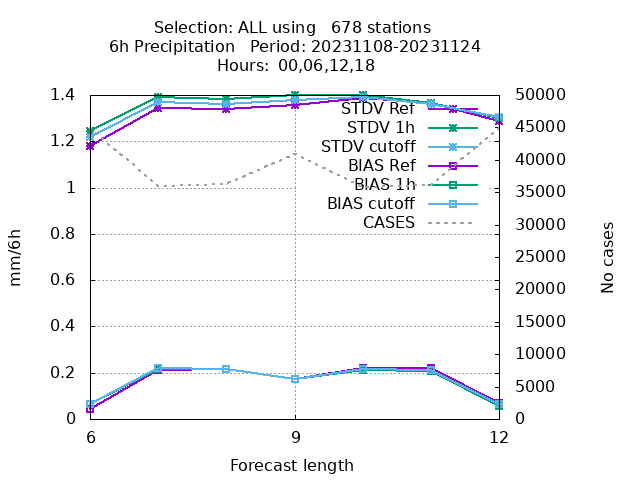 Selection: ALL using   678 stations
6h Precipitation   Period: 20231108-20231124
Hours:  00,06,12,18
1.4
1.2
1
0.8
0.6
0.4
0.2
0
mm/6h
50000
45000
40000
35000
30000
25000
20000
15000
10000
5000
0
No cases
STDV Ref
STDV 1h
STDV cutoff
BIAS Ref
BIAS 1h
BIAS cutoff
CASES
6
9
12
Forecast length